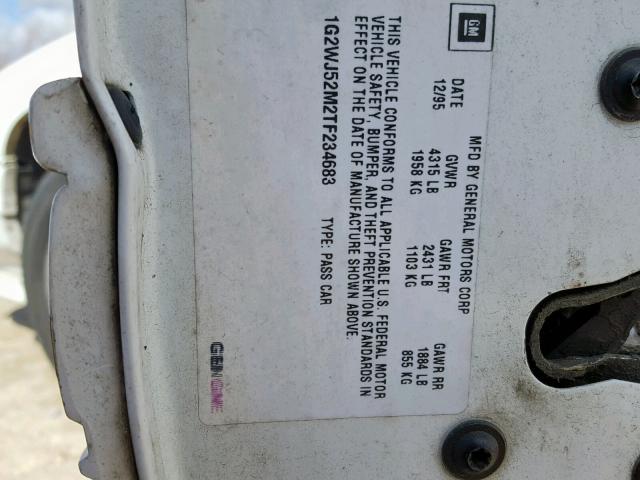 GM
MFD BY GENERAL MOTORS CORP
DATE GVWR GAWR FRT GAWR RR
12/95 4315 LB 2431 LB 1884 LB
1958 KG 1103 KG 855 KG
THIS VEHICLE CONFORMS TO ALL APPLICABLE U.S. FEDERAL MOTOR
VEHICLE SAFETY, BUMPER, AND THEFT PREVENTION STANDARDS IN
EFFECT ON THE DATE OF MANUFACTURE SHOWN ABOVE.
1G2WJ52M2TF234683 TYPE: PASS CAR